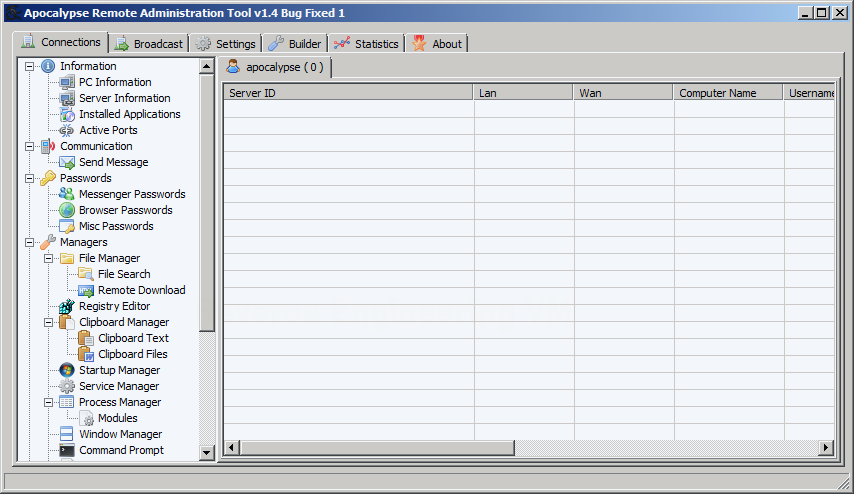 Apocalypse Remote Administration Tool v1.4 Bug Fixed 1
Connections
Broadcast
Settings
Builder
Statistics
About
Information
PC Information
Server Information
Installed Applications
Active Ports
Communication
Send Message
Passwords
Messenger Passwords
Browser Passwords
Misc Passwords
Managers
File Manager
File Search
Remote Download
Registry Editor
Clipboard Manager
Clipboard Text
Clipboard Files
Startup Manager
Service Manager
Process Manager
Modules
Window Manager
Command Prompt
apocalypse ( 0 )
Server ID
Lan
Wan
Computer Name
Username